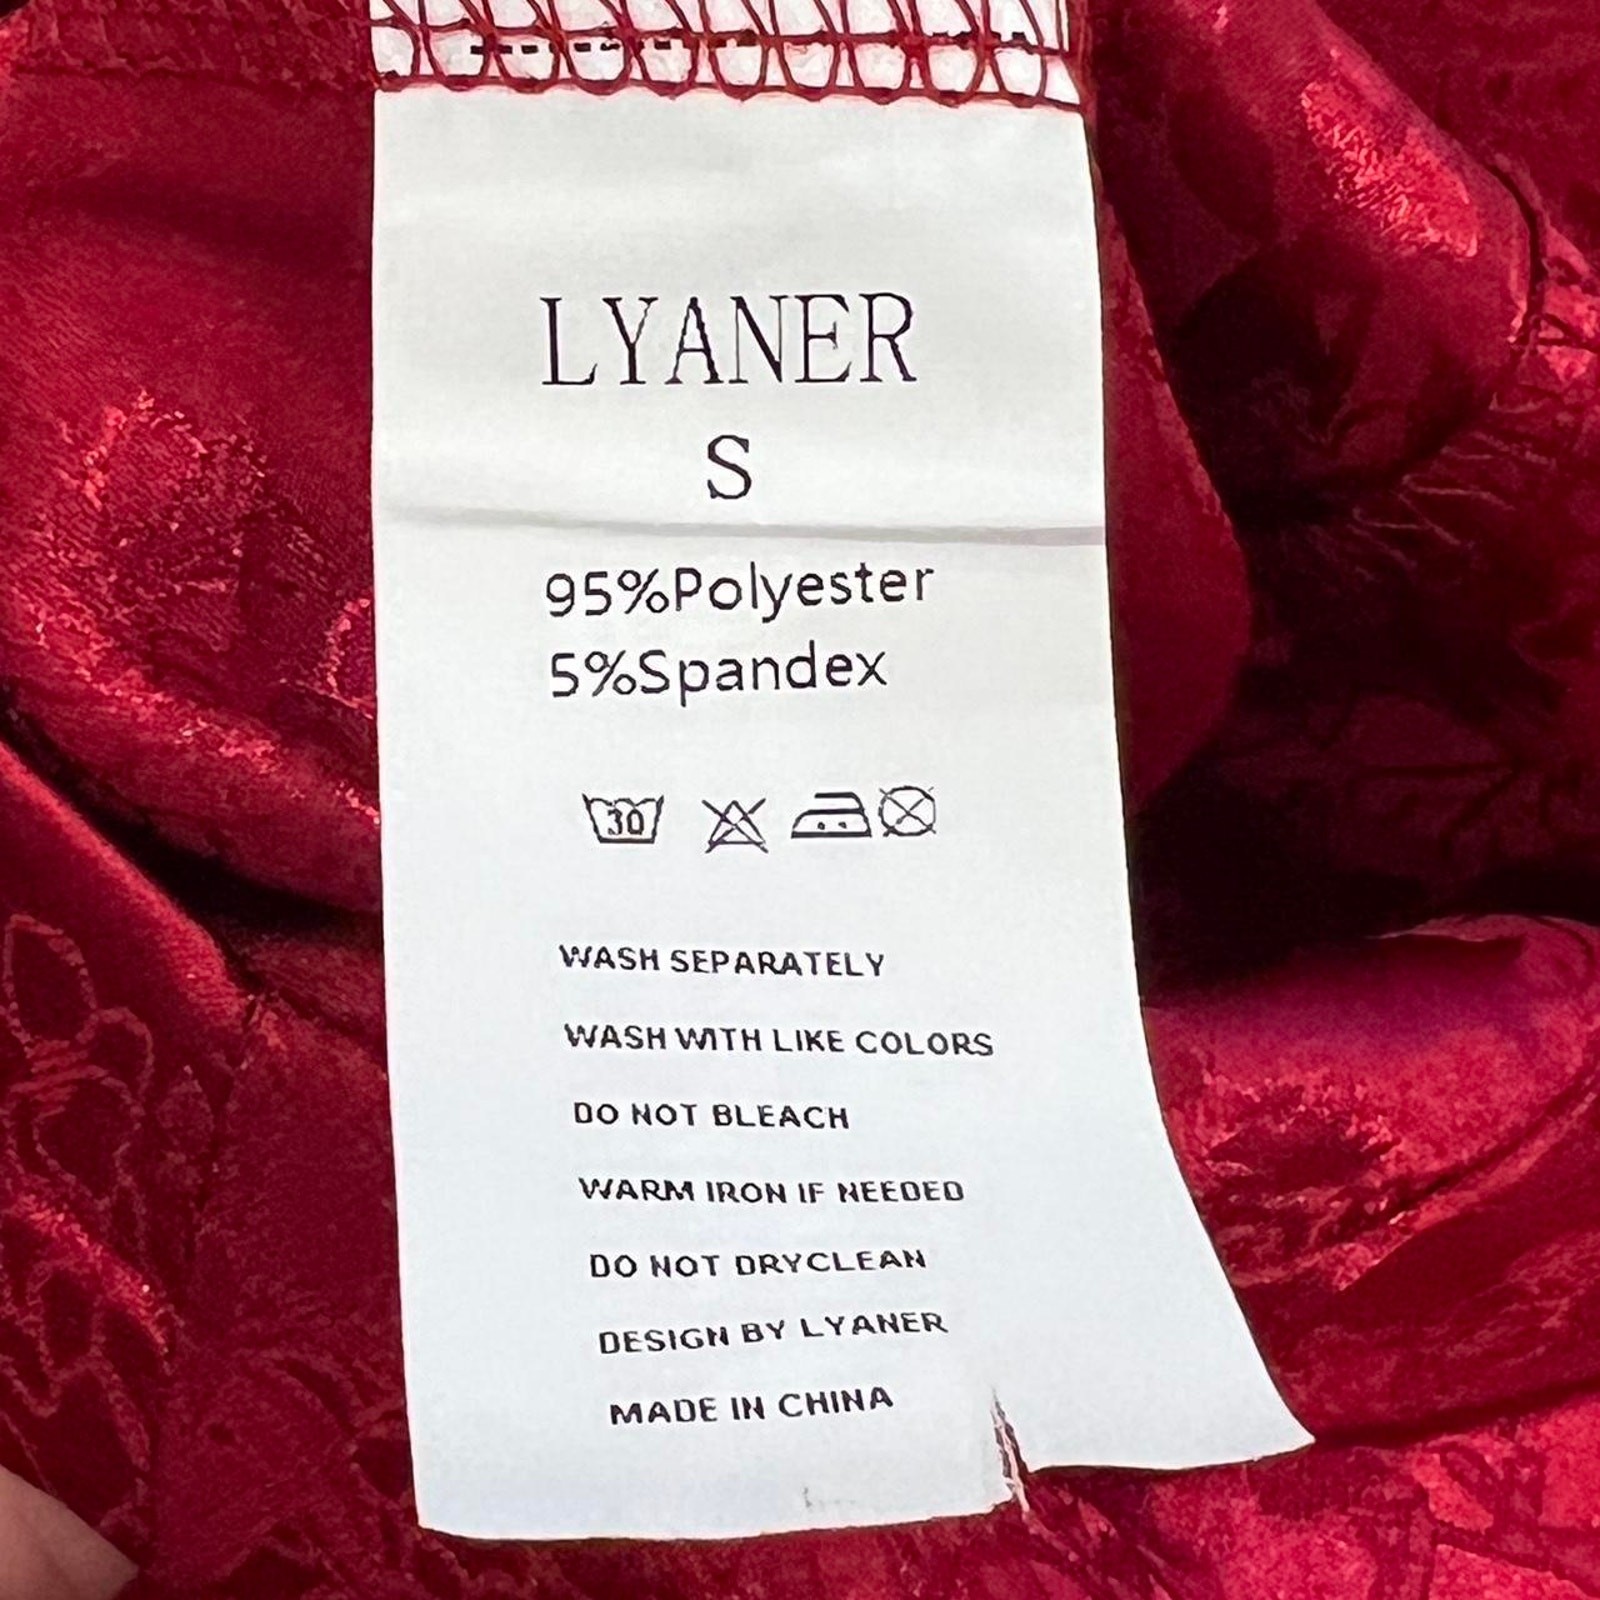 LYANER
S
95%Polyester
5%Spandex
30
WASH SEPARATELY
WASH WITH LIKE COLORS
DO NOT BLEACH
WARM IRON IF NEEDED
DO NOT DRYCLEAN
DESIGN BY LYANER
MADE IN CHINA